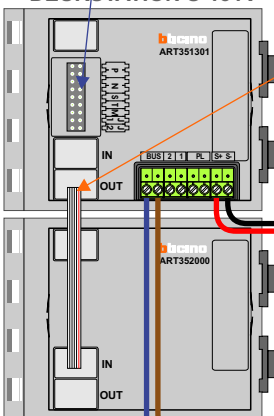 bticino
ART351301
P
N
IN
OUT
BUS 2 1 PL S+ S-
bticino
ART352000
IN
OUT